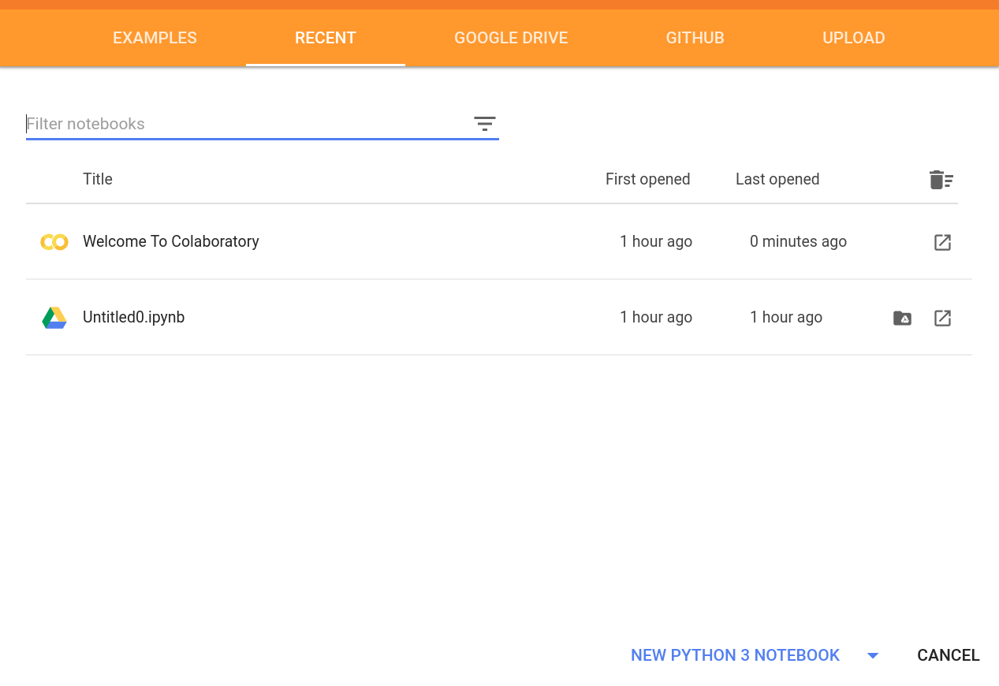 EXAMPLES RECENT GOOGLE DRIVE GITHUB UPLOAD
Filter notebooks
Title First opened Last opened
Welcome To Colaboratory 1 hour ago 0 minutes ago
Untitled0.ipynb 1 hour ago 1 hour ago
NEW PYTHON 3 NOTEBOOK CANCEL